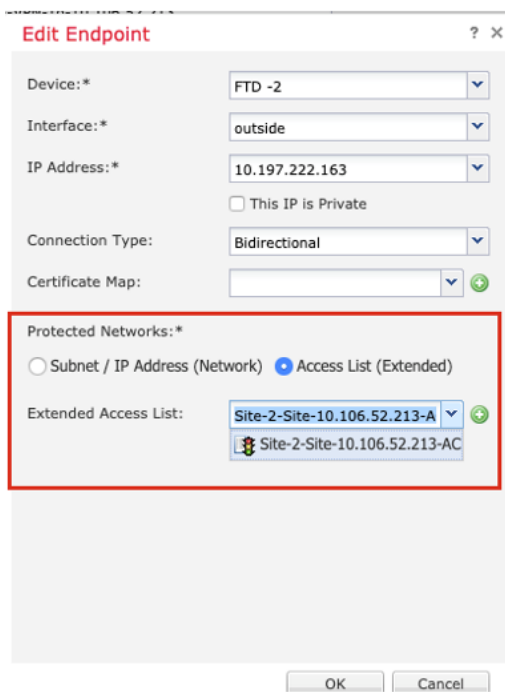 Edit Endpoint ? ×
Device:* FTD -2
Interface:* outside
IP Address:* 10.197.222.163
This IP is Private
Connection Type: Bidirectional
Certificate Map:
Protected Networks:*
Subnet / IP Address (Network) Access List (Extended)
Extended Access List: Site-2-Site-10.106.52.213-A
Site-2-Site-10.106.52.213-AC
OK Cancel